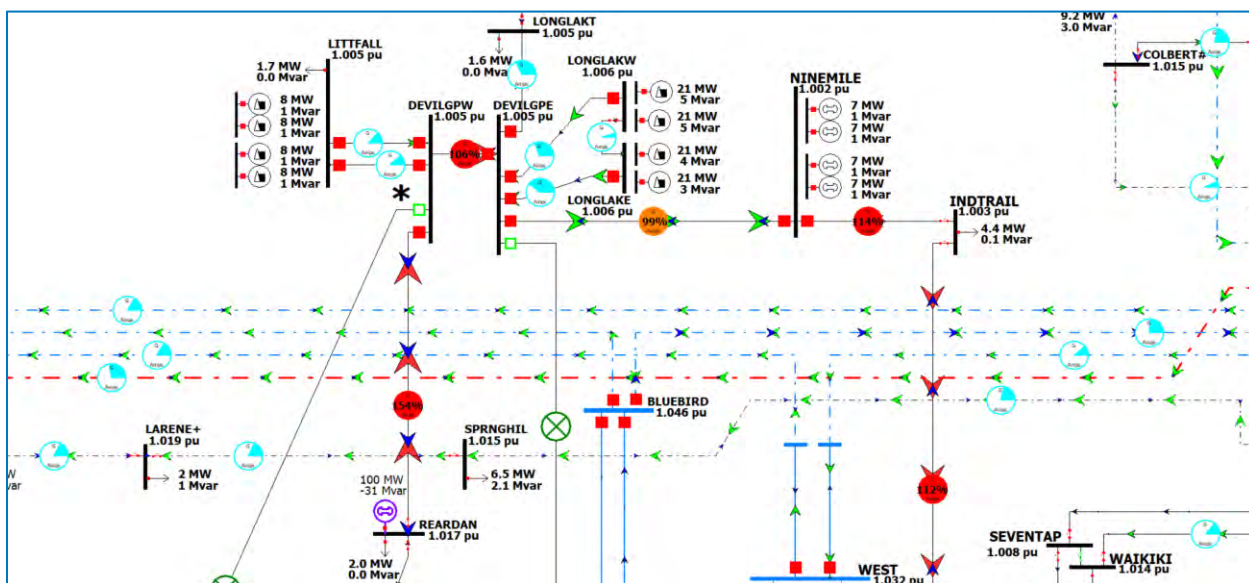 LONGLAKT
1.005 pu
1.6 MW
0.0 Mvar
LITTFALL
1.005 pu
1.7 MW
0.0 Mvar
8 MW
1 Mvar
8 MW
1 Mvar
8 MW
1 Mvar
8 MW
1 Mvar
DEVILGPW
1.005 pu
DEVILGPE
1.005 pu
106%
LONGLAKW
1.006 pu
21 MW
5 Mvar
21 MW
5 Mvar
21 MW
4 Mvar
21 MW
3 Mvar
LONGLAKE
1.006 pu
99%
NINEMILE
1.002 pu
7 MW
1 Mvar
7 MW
1 Mvar
7 MW
1 Mvar
7 MW
1 Mvar
114%
INDTRAIL
1.003 pu
4.4 MW
0.1 Mvar
9.2 MW
3.0 Mvar
COLBERT#
1.015 pu
*
154%
BLUEBIRD
1.046 pu
LARENE+
1.019 pu
2 MW
1 Mvar
W
var
SPRNGHIL
1.015 pu
6.5 MW
2.1 Mvar
100 MW
-31 Mvar
REARDAN
1.017 pu
2.0 MW
0.0 Mvar
112%
WEST
1.032 pu
SEVENTAP
1.008 pu
WAIKIKI
1.014 pu